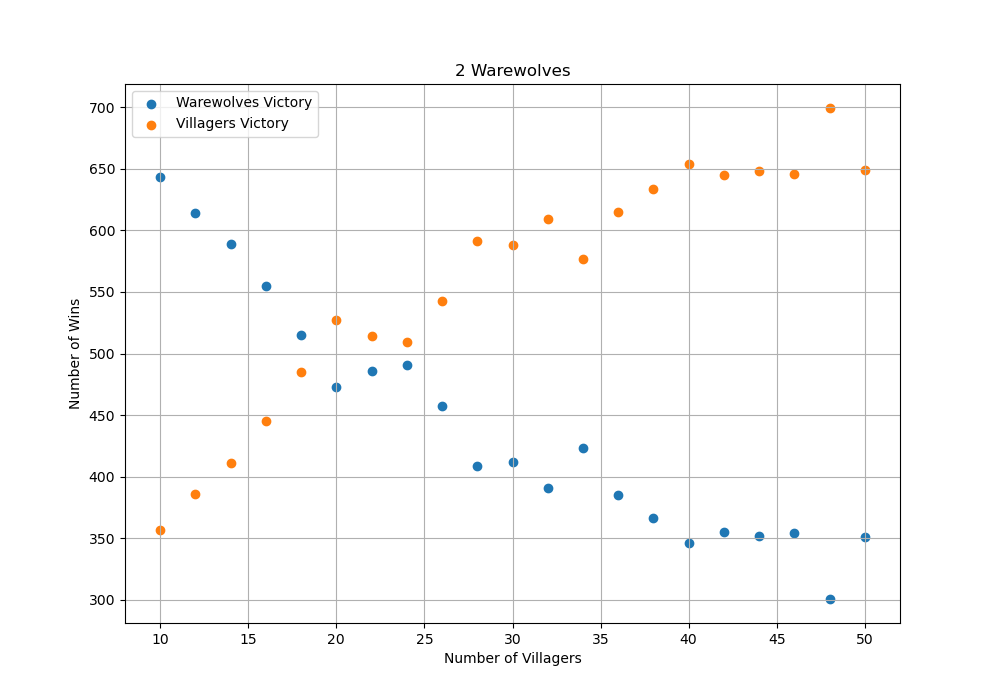 2 Warewolves
Warewolves Victory
Villagers Victory
Number of Wins
700
650
600
550
500
450
400
350
300
10 15 20 25 30 35 40 45 50
Number of Villagers